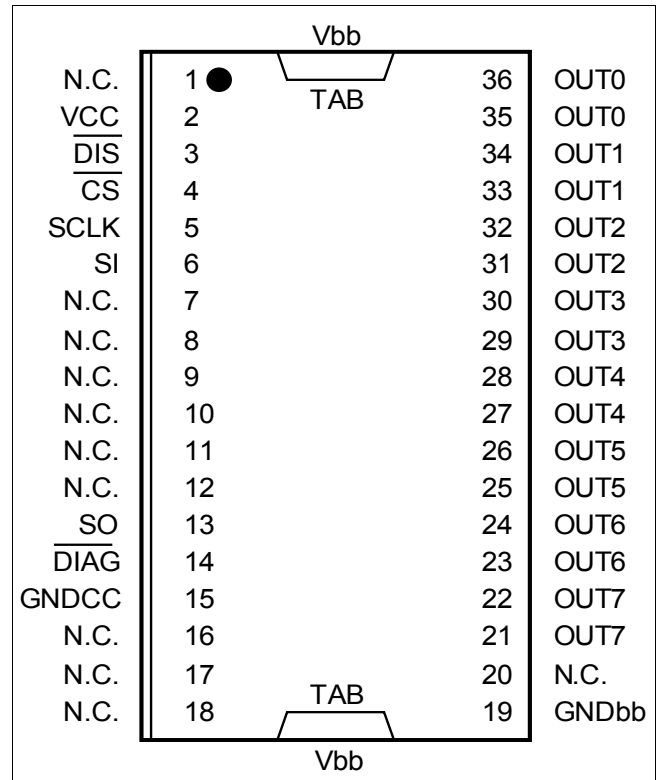 Vbb
N.C. 1 TAB 36 OUT0
VCC 2 35 OUT0
D̅I̅S̅ 3 34 OUT1
C̅S̅ 4 33 OUT1
SCLK 5 32 OUT2
SI 6 31 OUT2
N.C. 7 30 OUT3
N.C. 8 29 OUT3
N.C. 9 28 OUT4
N.C. 10 27 OUT4
N.C. 11 26 OUT5
N.C. 12 25 OUT5
SO 13 24 OUT6
D̅I̅A̅G̅ 14 23 OUT6
GNDCC 15 22 OUT7
N.C. 16 21 OUT7
N.C. 17 20 N.C.
N.C. 18 TAB 19 GNDbb
Vbb